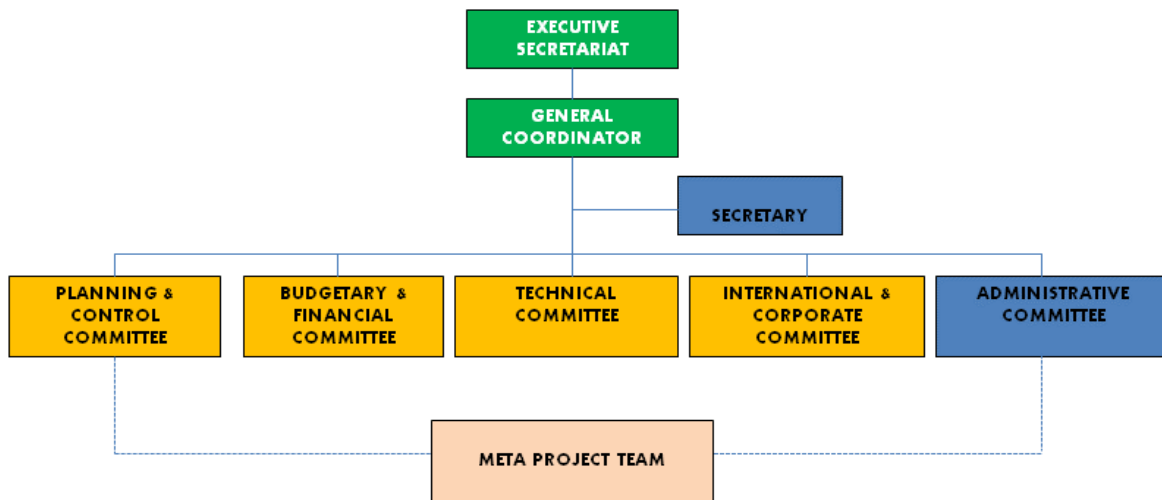 EXECUTIVE
SECRETARIAT
GENERAL
COORDINATOR
SECRETARY
PLANNING &
CONTROL
COMMITTEE
BUDGETARY &
FINANCIAL
COMMITTEE
TECHNICAL
COMMITTEE
INTERNATIONAL &
CORPORATE
COMMITTEE
ADMINISTRATIVE
COMMITTEE
META PROJECT TEAM